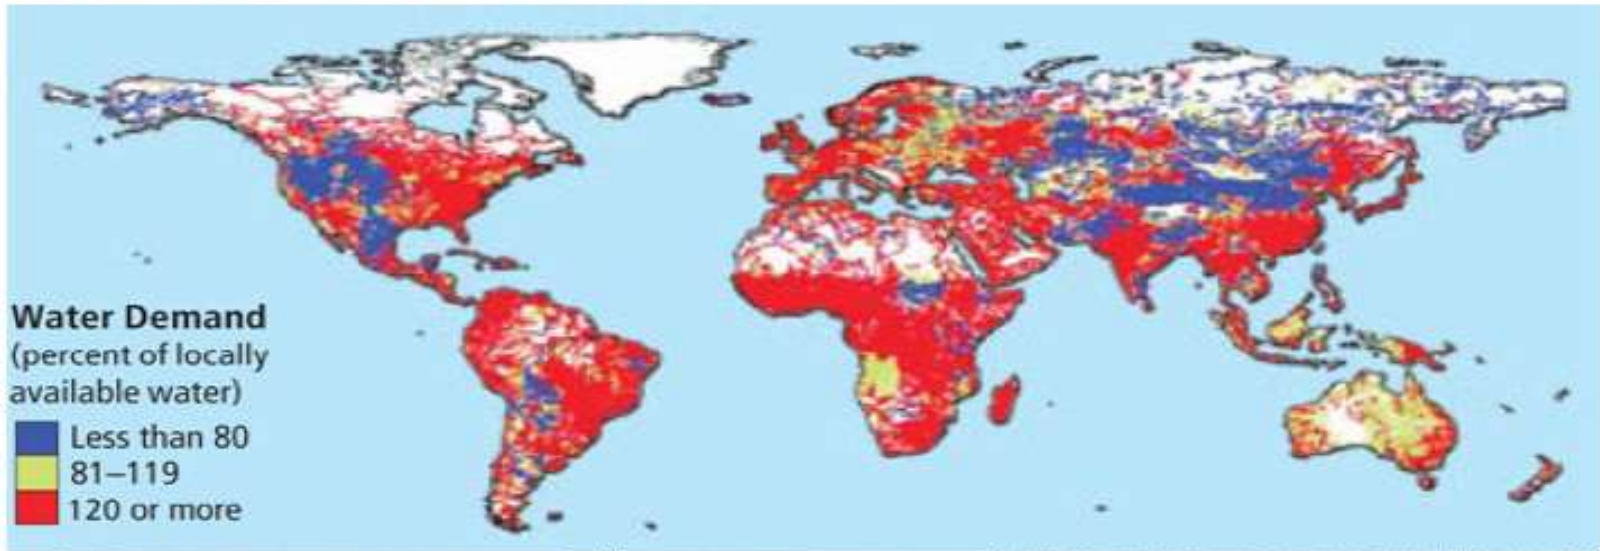 Water Demand
(percent of locally
available water)
Less than 80
81–119
120 or more